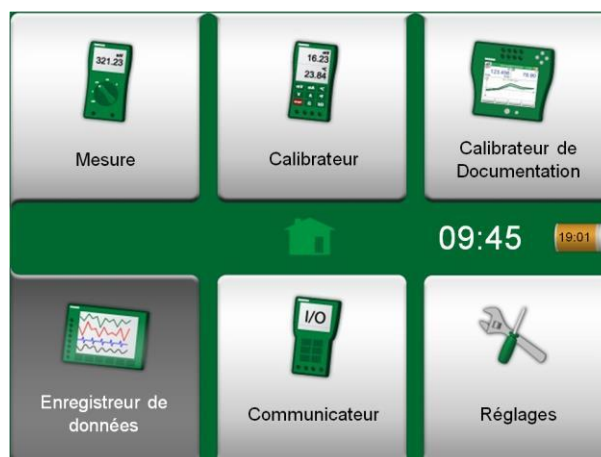 321.23
16.23
23.84
Mesure
Calibrateur
Calibrateur de
Documentation
09:45
19:01
I/O
Enregistreur de
données
Communicateur
Réglages